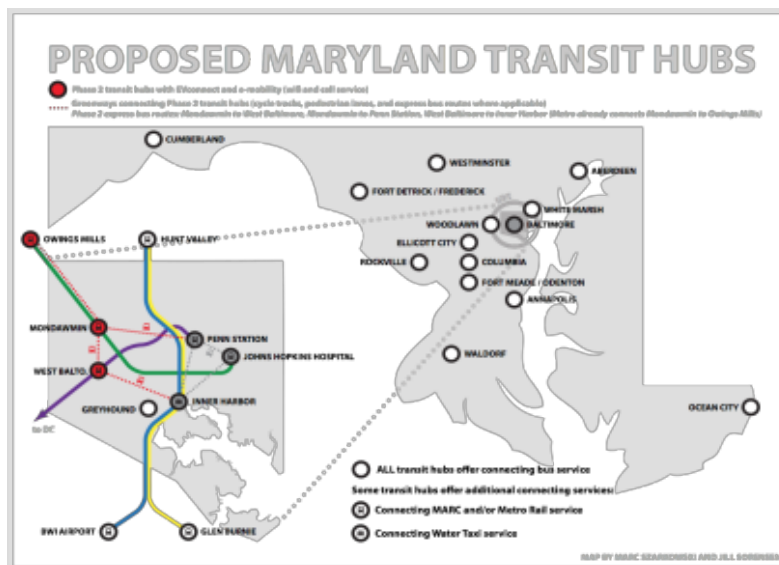 PROPOSED MARYLAND TRANSIT HUBS
Phase 2 transit hubs with EVconnect and e-mobility (wifi and cell service)
Greenways connecting Phase 2 transit hubs (cycle tracks, pedestrian lanes, and express bus routes where applicable)
Phase 2 express bus routes: Mondawmin to West Baltimore, Mondawmin to Penn Station, West Baltimore to Inner Harbor (Metro already connects Mondawmin to Owings Mills)
CUMBERLAND
WESTMINSTER
ABERDEEN
FORT DETRICK / FREDERICK
WHITE MARSH
WOODLAWN
BALTIMORE
OWINGS MILLS
HUNT VALLEY
ELLICOTT CITY
ROCKVILLE
COLUMBIA
FORT MEADE / ODENTON
ANNAPOLIS
MONDAWMIN
PENN STATION
JOHNS HOPKINS HOSPITAL
WALDORF
WEST BALTO.
INNER HARBOR
GREYHOUND
OCEAN CITY
to DC
ALL transit hubs offer connecting bus service
Some transit hubs offer additional connecting services:
Connecting MARC and/or Metro Rail service
Connecting Water Taxi service
BWI AIRPORT
GLEN BURNIE
MAP BY MARC SZARKOWSKI AND JILL SORENSEN